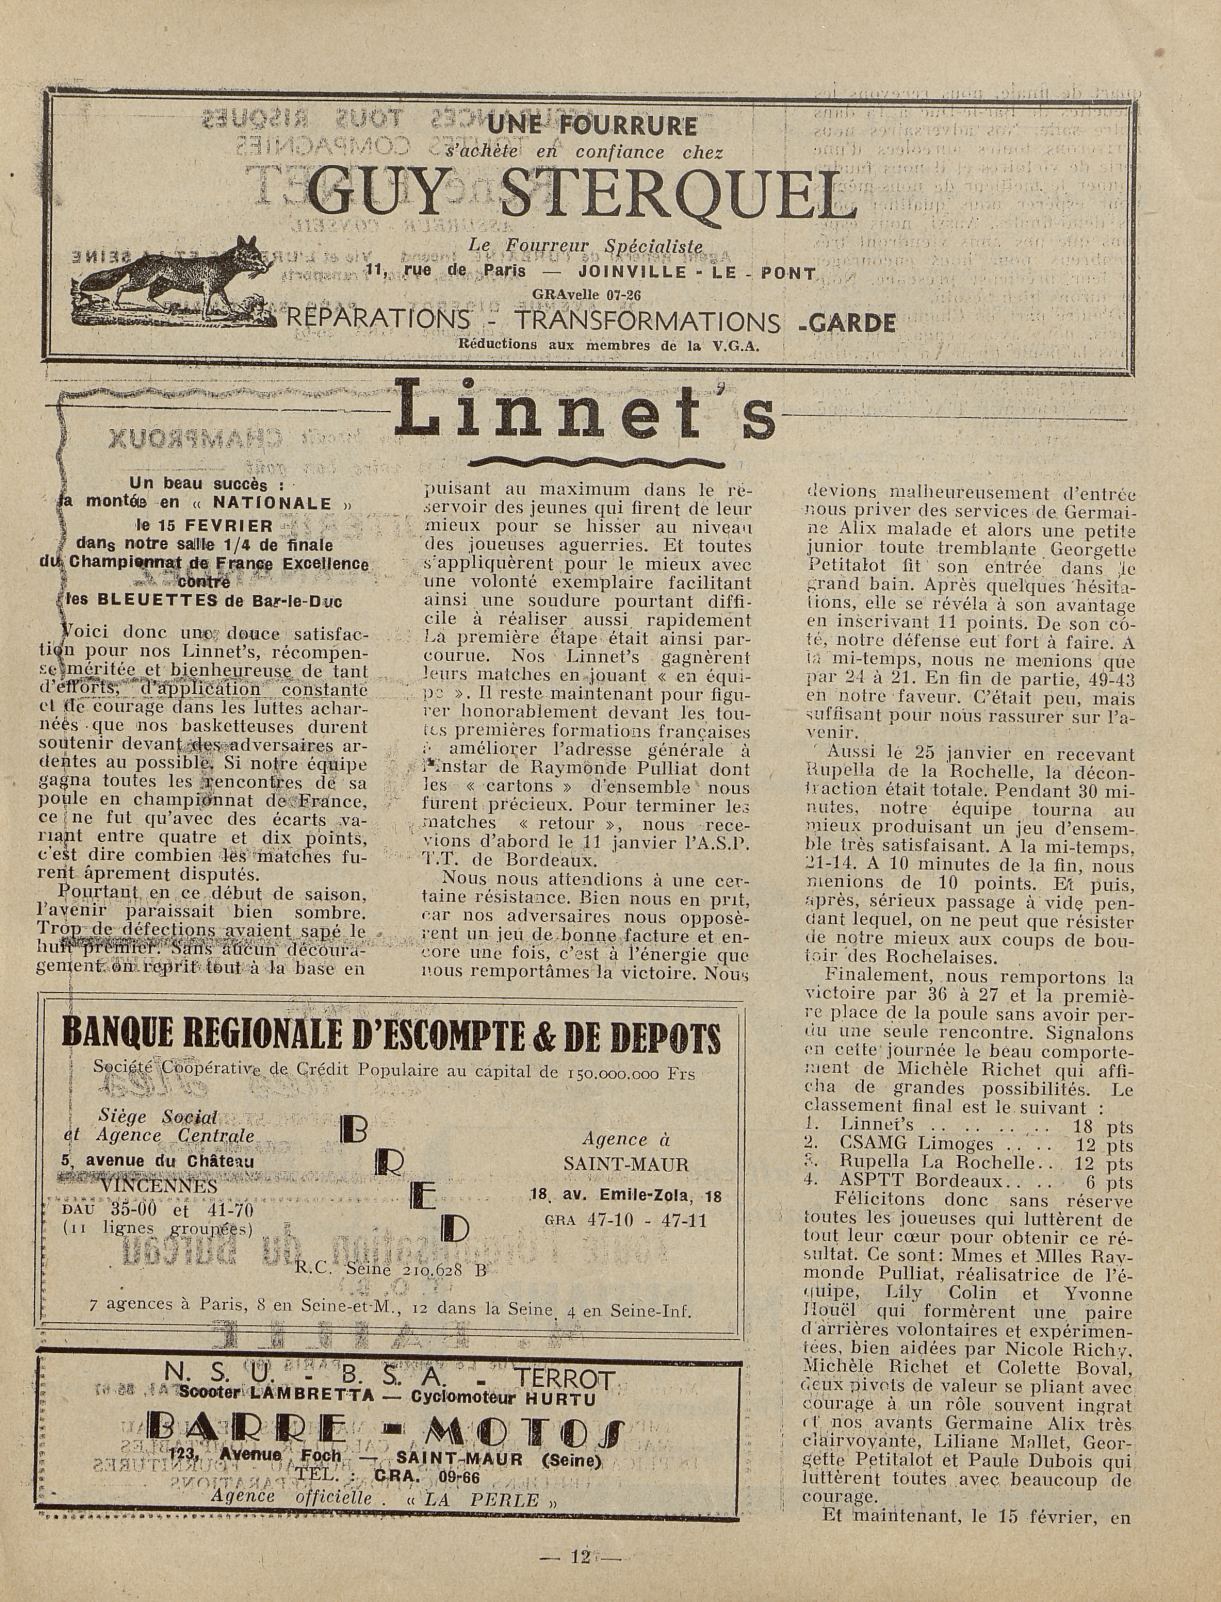 UNE FOURRURE
s'achète en confiance chez
GUY STERQUEL
Le Fourreur Spécialiste
11, rue de Paris — JOINVILLE - LE - PONT
GRAvelle 07-26
REPARATIONS - TRANSFORMATIONS -GARDE
Réductions aux membres de la V.G.A.
Linnet's
Un beau succès :
la montée en « NATIONALE »
le 15 FEVRIER
dans notre salle 1/4 de finale
du Championnat de France Excellence
contre
les BLEUETTES de Bar-le-Duc
Voici donc une douce satisfac-
tion pour nos Linnet's, récompen-
se méritée et bienheureuse de tant
d'efforts, d'application constante
et de courage dans les luttes achar-
nées que nos basketteuses durent
soutenir devant des adversaires ar-
dentes au possible. Si notre équipe
gagna toutes les rencontres de sa
poule en championnat de France,
ce ne fut qu'avec des écarts va-
riant entre quatre et dix points,
c'est dire combien les matches fu-
rent âprement disputés.
Pourtant en ce début de saison,
l'avenir paraissait bien sombre.
Trop de défections avaient sapé le
huit premier. Sans aucun découra-
gement on reprit tout à la base en
puisant au maximum dans le ré-
servoir des jeunes qui firent de leur
mieux pour se hisser au niveau
des joueuses aguerries. Et toutes
s'appliquèrent pour le mieux avec
une volonté exemplaire facilitant
ainsi une soudure pourtant diffi-
cile à réaliser aussi rapidement
La première étape était ainsi par-
courue. Nos Linnet's gagnèrent
leurs matches en jouant « en équi-
pe ». Il reste maintenant pour figu-
rer honorablement devant les tou-
tes premières formations françaises
à améliorer l'adresse générale à
l'instar de Raymonde Pulliat dont
les « cartons » d'ensemble nous
furent précieux. Pour terminer les
matches « retour », nous rece-
vions d'abord le 11 janvier l'A.S.P.
T.T. de Bordeaux.
Nous nous attendions à une cer-
taine résistance. Bien nous en prit,
car nos adversaires nous opposè-
rent un jeu de bonne facture et en-
core une fois, c'est à l'énergie que
nous remportâmes la victoire. Nous
devions malheureusement d'entrée
nous priver des services de Germai-
ne Alix malade et alors une petite
junior toute tremblante Georgette
Petitalot fit son entrée dans le
grand bain. Après quelques hésita-
tions, elle se révéla à son avantage
en inscrivant 11 points. De son cô-
té, notre défense eut fort à faire. A
la mi-temps, nous ne menions que
par 24 à 21. En fin de partie, 49-43
en notre faveur. C'était peu, mais
suffisant pour nous rassurer sur l'a-
venir.
Aussi le 25 janvier en recevant
Rupella de la Rochelle, la décon-
traction était totale. Pendant 30 mi-
nutes, notre équipe tourna au
mieux produisant un jeu d'ensem-
ble très satisfaisant. A la mi-temps,
21-14. A 10 minutes de la fin, nous
menions de 10 points. Et puis,
après, sérieux passage à vide pen-
dant lequel, on ne peut que résister
de notre mieux aux coups de bou-
toir des Rochelaises.
Finalement, nous remportons la
victoire par 36 à 27 et la premiè-
re place de la poule sans avoir per-
du une seule rencontre. Signalons
en cette journée le beau comporte-
ment de Michèle Richet qui affi-
cha de grandes possibilités. Le
classement final est le suivant :
1. Linnet's .. .. .. .. 18 pts
2. CSAMG Limoges .. .. 12 pts
3. Rupella La Rochelle.. 12 pts
4. ASPTT Bordeaux.. .. 6 pts
Félicitons donc sans réserve
toutes les joueuses qui luttèrent de
tout leur cœur pour obtenir ce ré-
sultat. Ce sont: Mmes et Mlles Ray-
monde Pulliat, réalisatrice de l'é-
quipe, Lily Colin et Yvonne
Houël qui formèrent une paire
d'arrières volontaires et expérimen-
tées, bien aidées par Nicole Richy,
Michèle Richet et Colette Boval,
deux pivots de valeur se pliant avec
courage à un rôle souvent ingrat
et nos avants Germaine Alix très
clairvoyante, Liliane Mallet, Geor-
gette Petitalot et Paule Dubois qui
luttèrent toutes avec beaucoup de
courage.
Et maintenant, le 15 février, en
BANQUE REGIONALE D'ESCOMPTE & DE DEPOTS
Société Coopérative de Crédit Populaire au capital de 150.000.000 Frs
Siège Social
et Agence Centrale
5, avenue du Château
VINCENNES
DAU 35-00 et 41-70
(11 lignes groupées)
B
R
E
D
Agence à
SAINT-MAUR
18, av. Emile-Zola, 18
GRA 47-10 - 47-11
R.C. Seine 210.628 B
7 agences à Paris, 8 en Seine-et-M., 12 dans la Seine, 4 en Seine-Inf.
N. S. U. - B. S. A. - TERROT
Scooter LAMBRETTA — Cyclomoteur HURTU
BARRE - MOTOS
123, Avenue Foch — SAINT-MAUR (Seine)
TEL. : GRA. 09-66
Agence officielle . « LA PERLE »
— 12 —